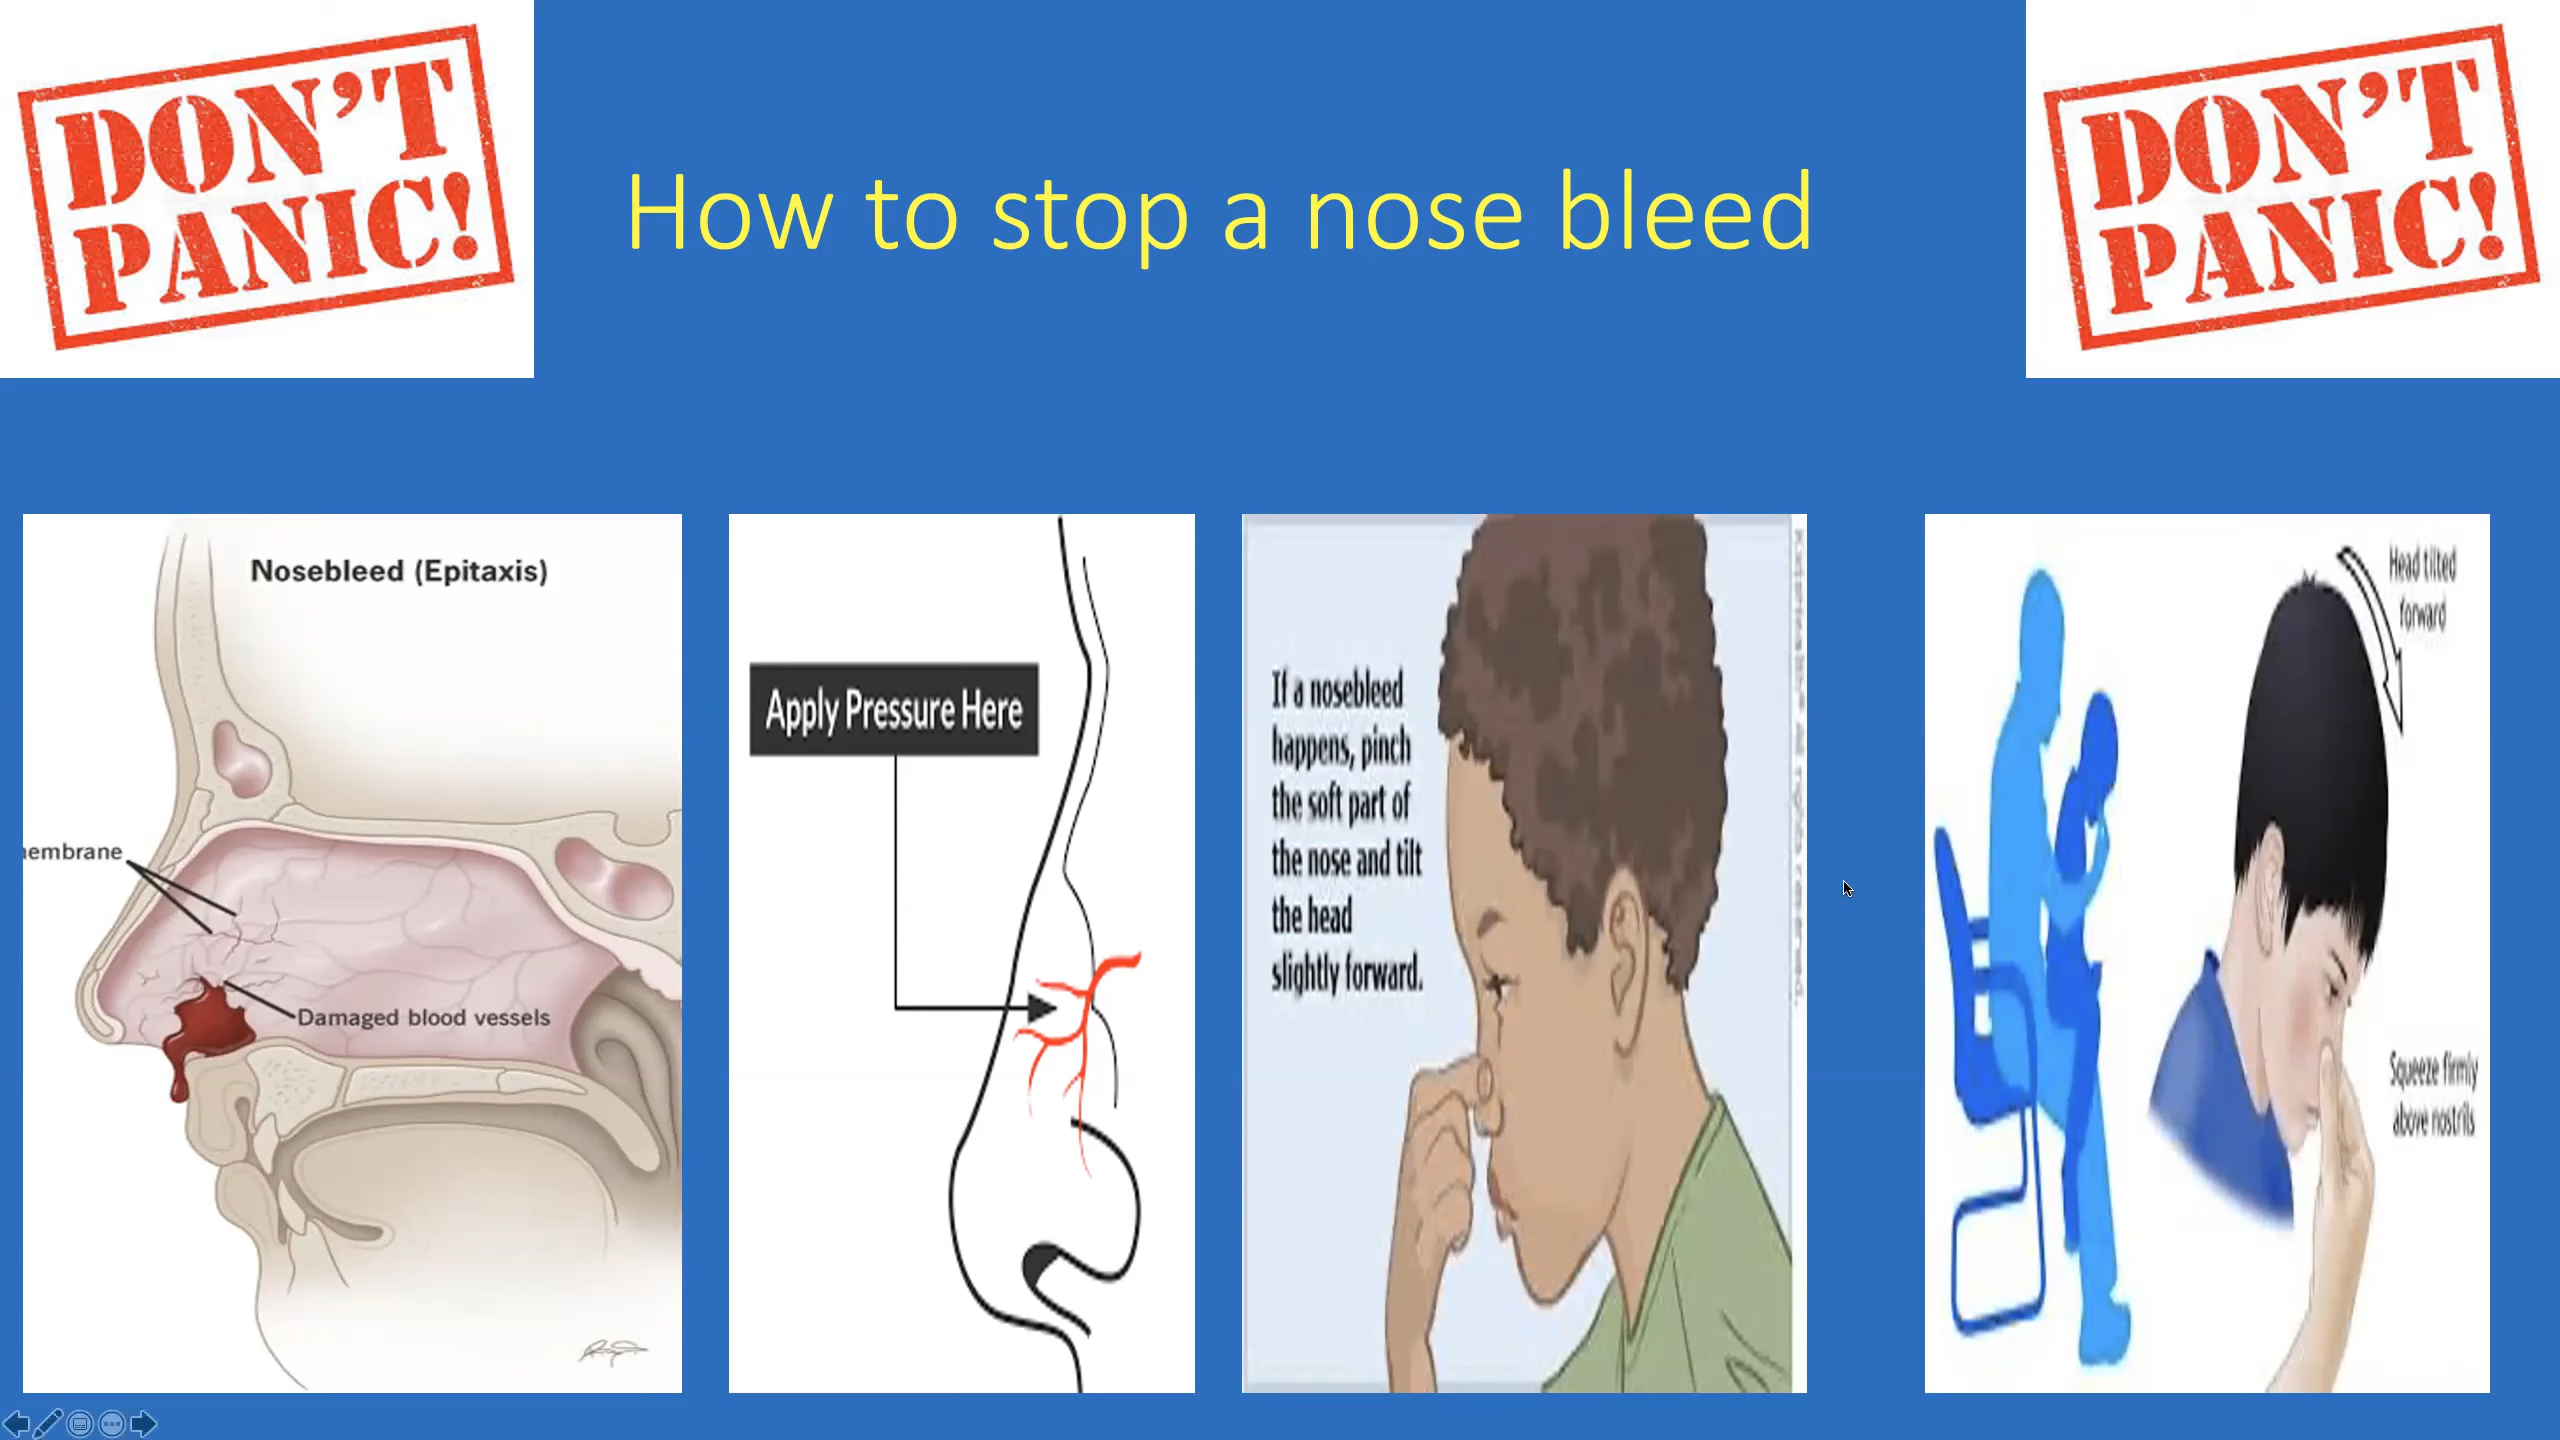 DON'T
PANIC!
How to stop a nose bleed
DON'T
PANIC!
Nosebleed (Epitaxis)
embrane
Damaged blood vessels
Apply Pressure Here
If a nosebleed
happens, pinch
the soft part of
the nose and tilt
the head
slightly forward.
Head tilted
forward
Squeeze firmly
above nostrils